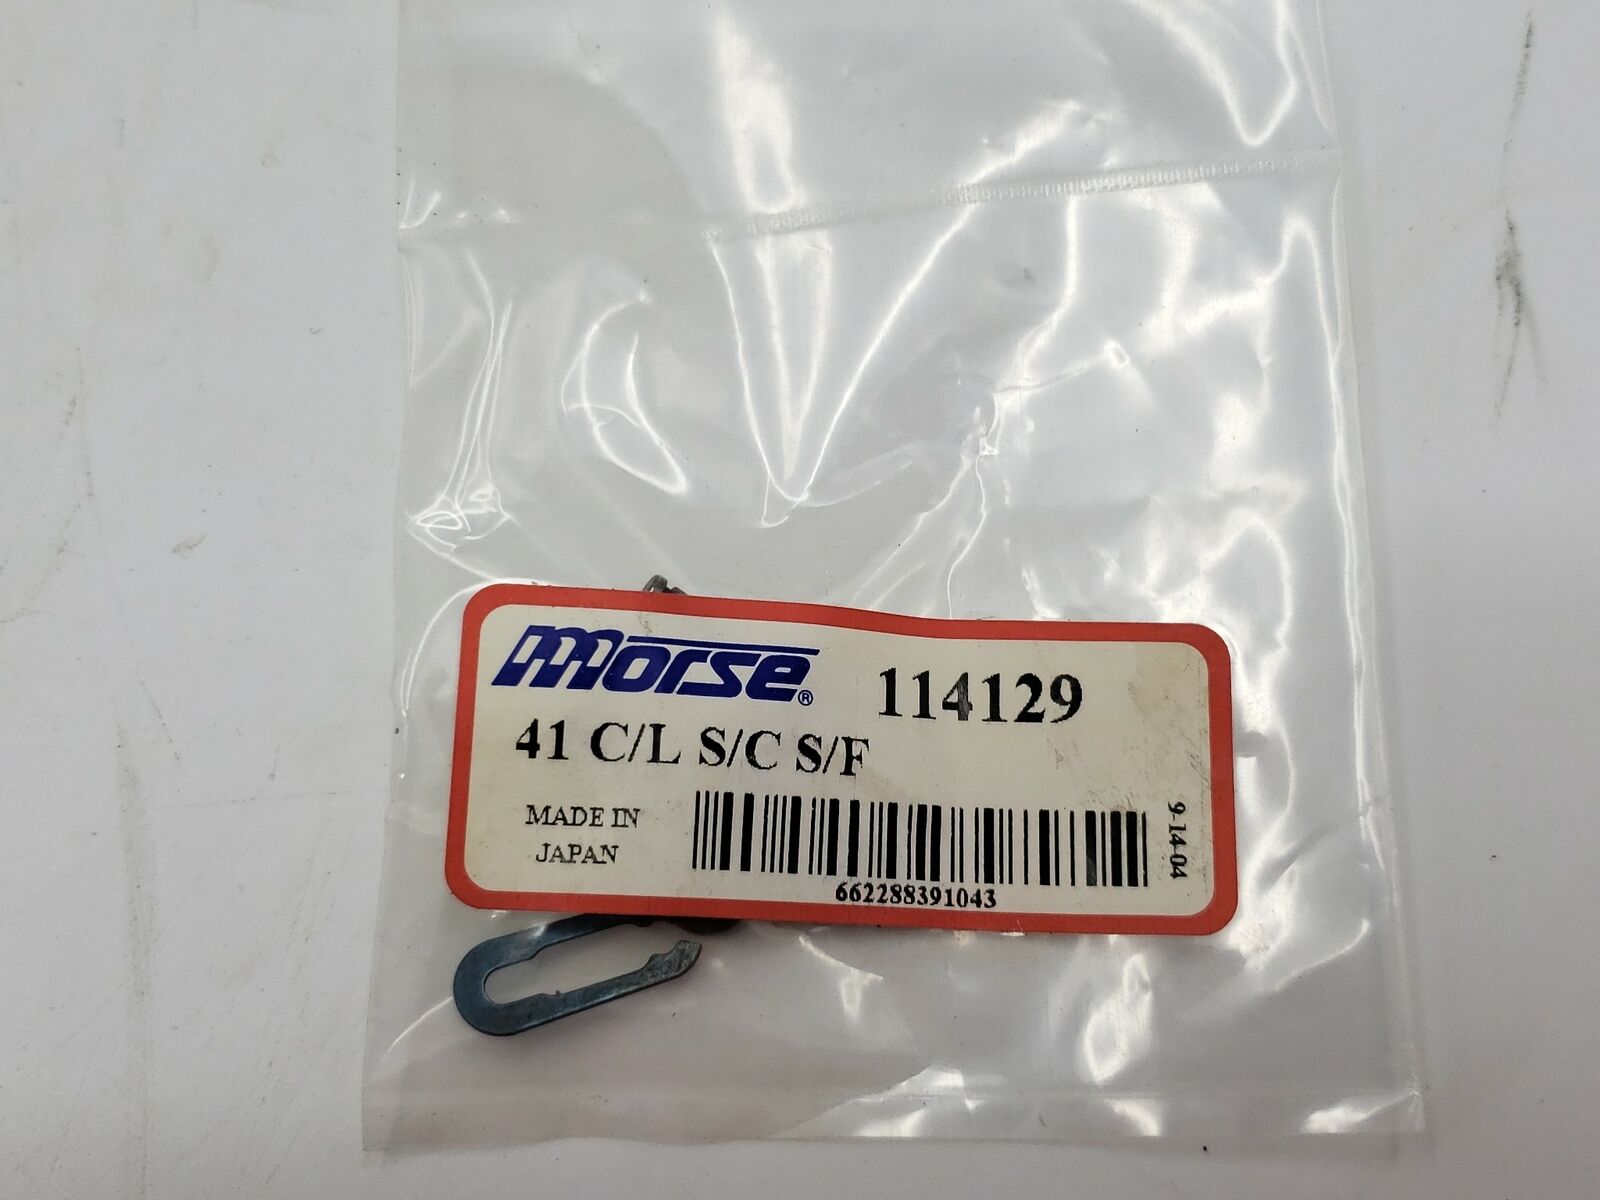 morse® 114129
41 C/L S/C S/F
MADE IN
JAPAN
662288391043
9-14-04